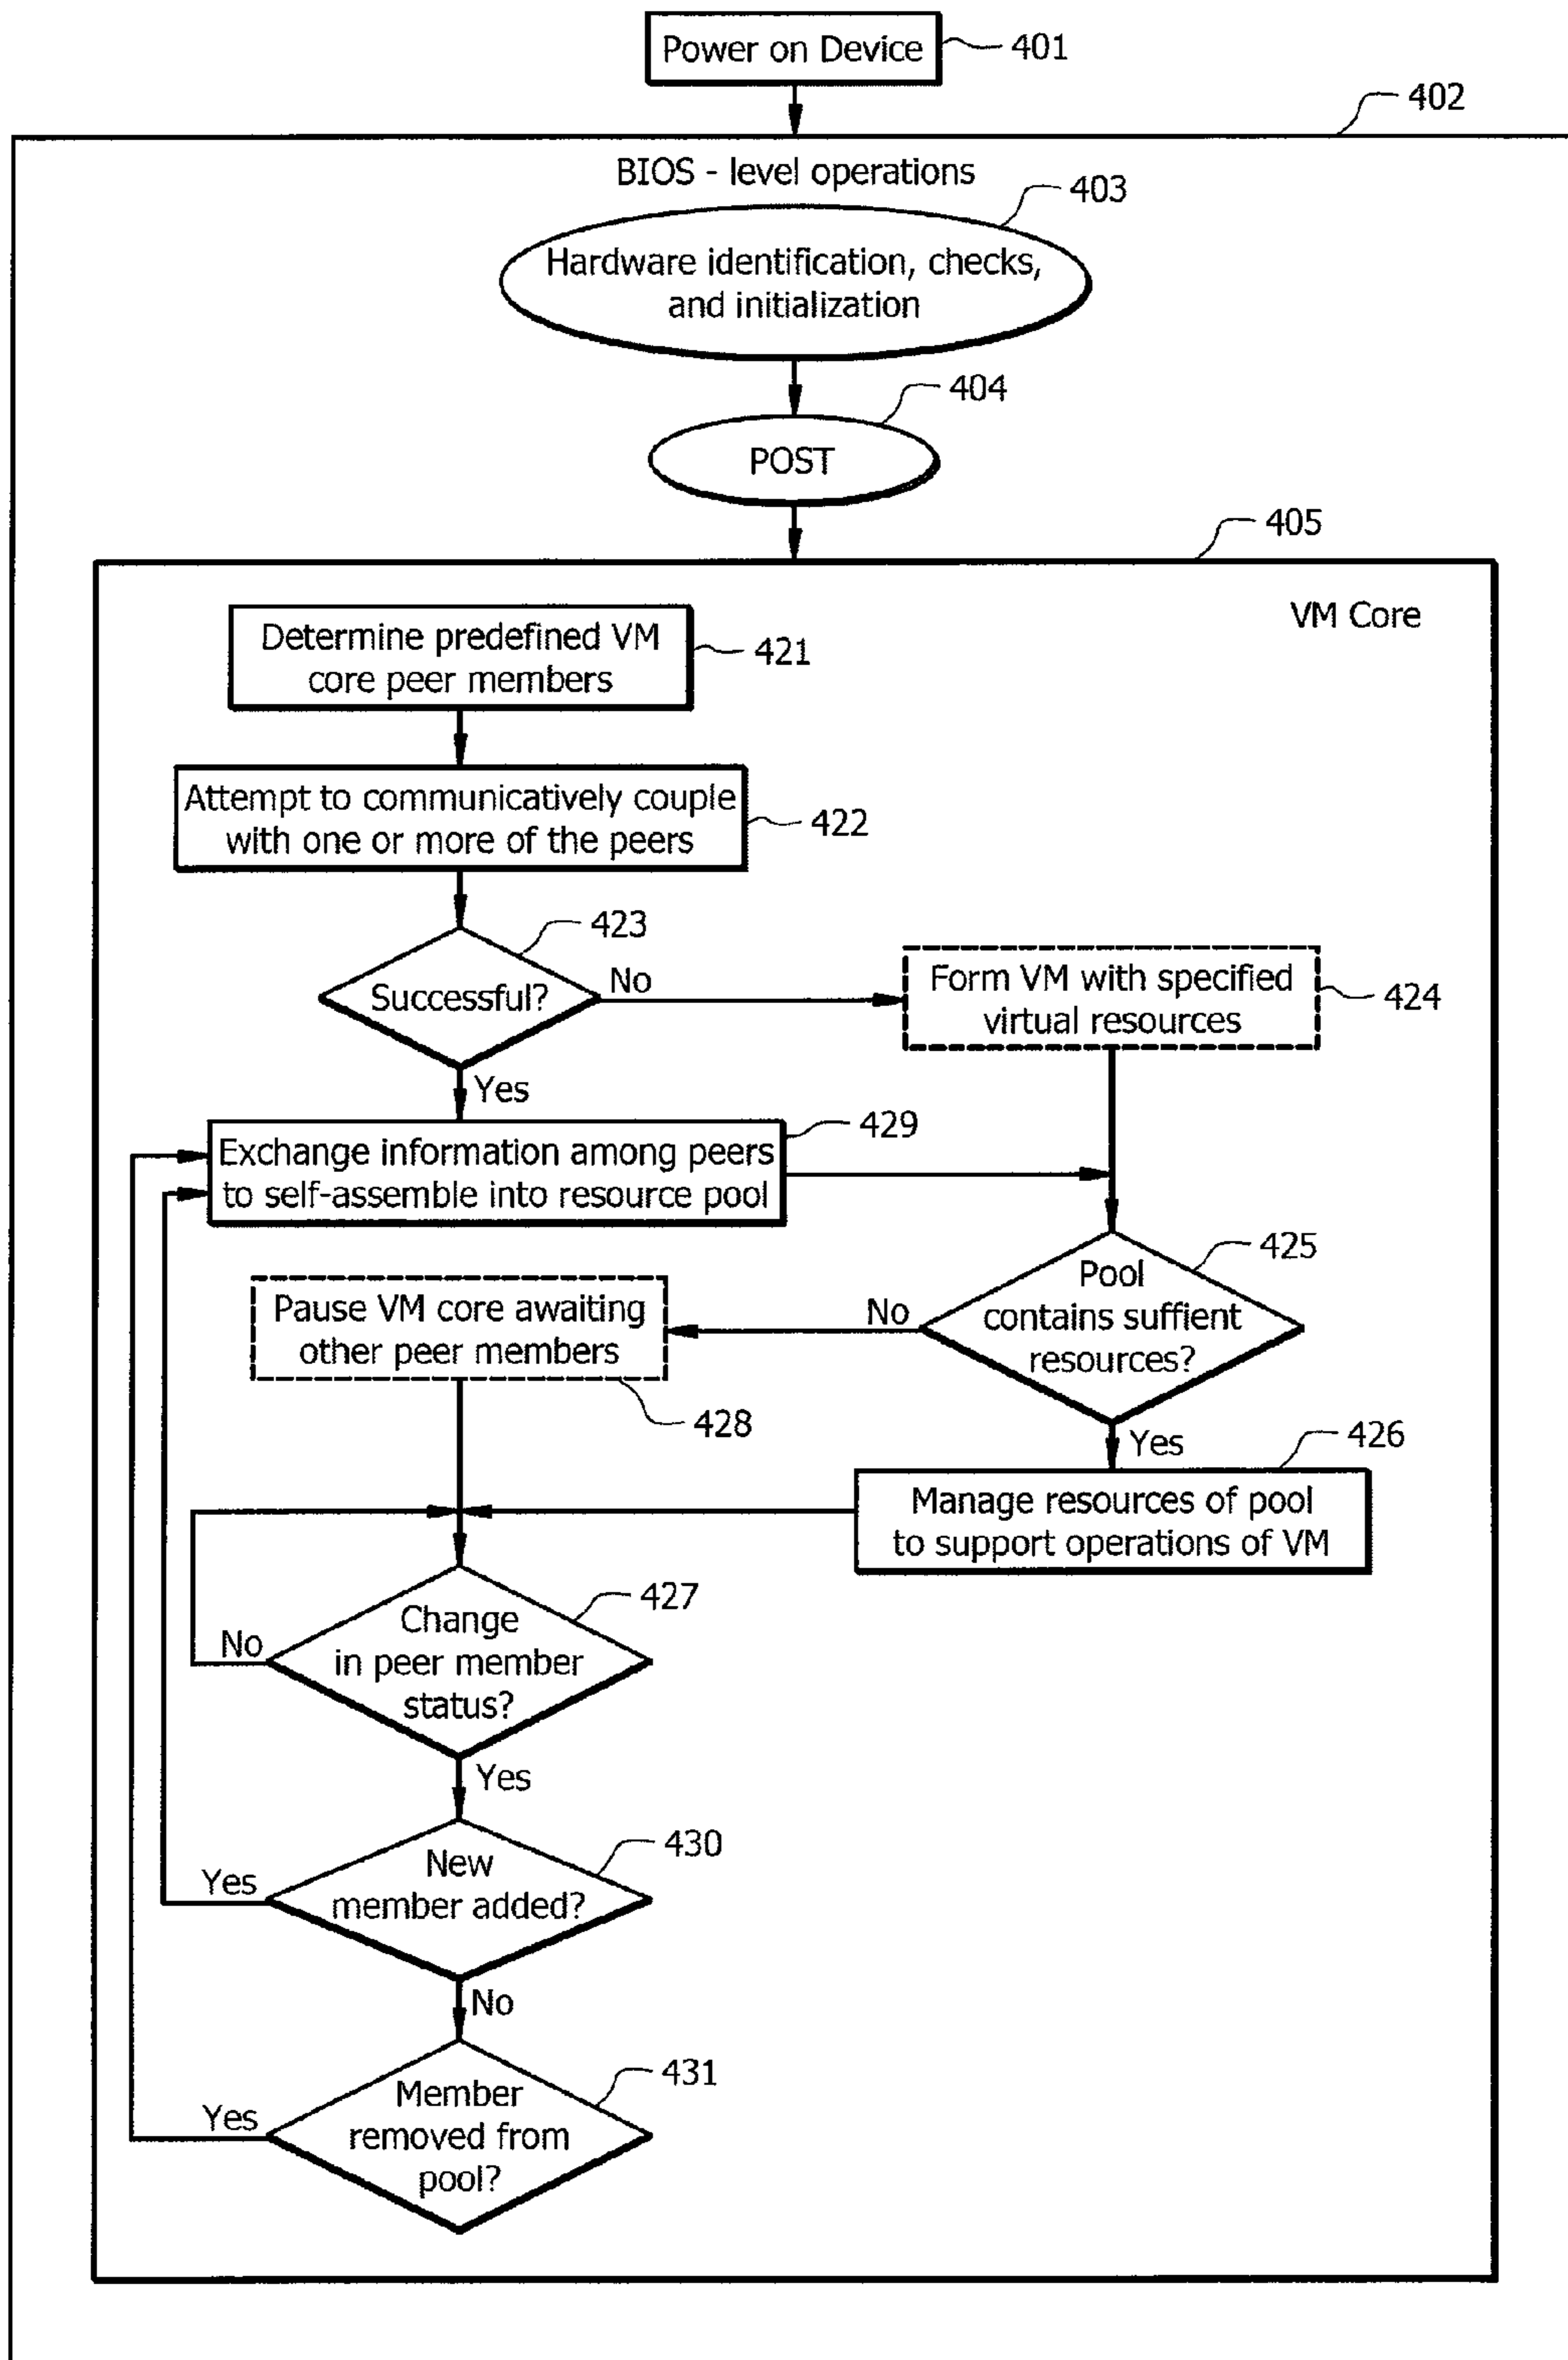 Power on Device
401
402
BIOS - level operations
403
Hardware identification, checks,
and initialization
404
POST
405
VM Core
Determine predefined VM
core peer members
421
Attempt to communicatively couple
with one or more of the peers
422
423
Successful?
No
Form VM with specified
virtual resources
424
Yes
429
Exchange information among peers
to self-assemble into resource pool
425
Pool
contains suffient
resources?
No
Pause VM core awaiting
other peer members
428
Yes
426
Manage resources of pool
to support operations of VM
427
Change
in peer member
status?
No
Yes
430
New
member added?
Yes
No
431
Member
removed from
pool?
Yes